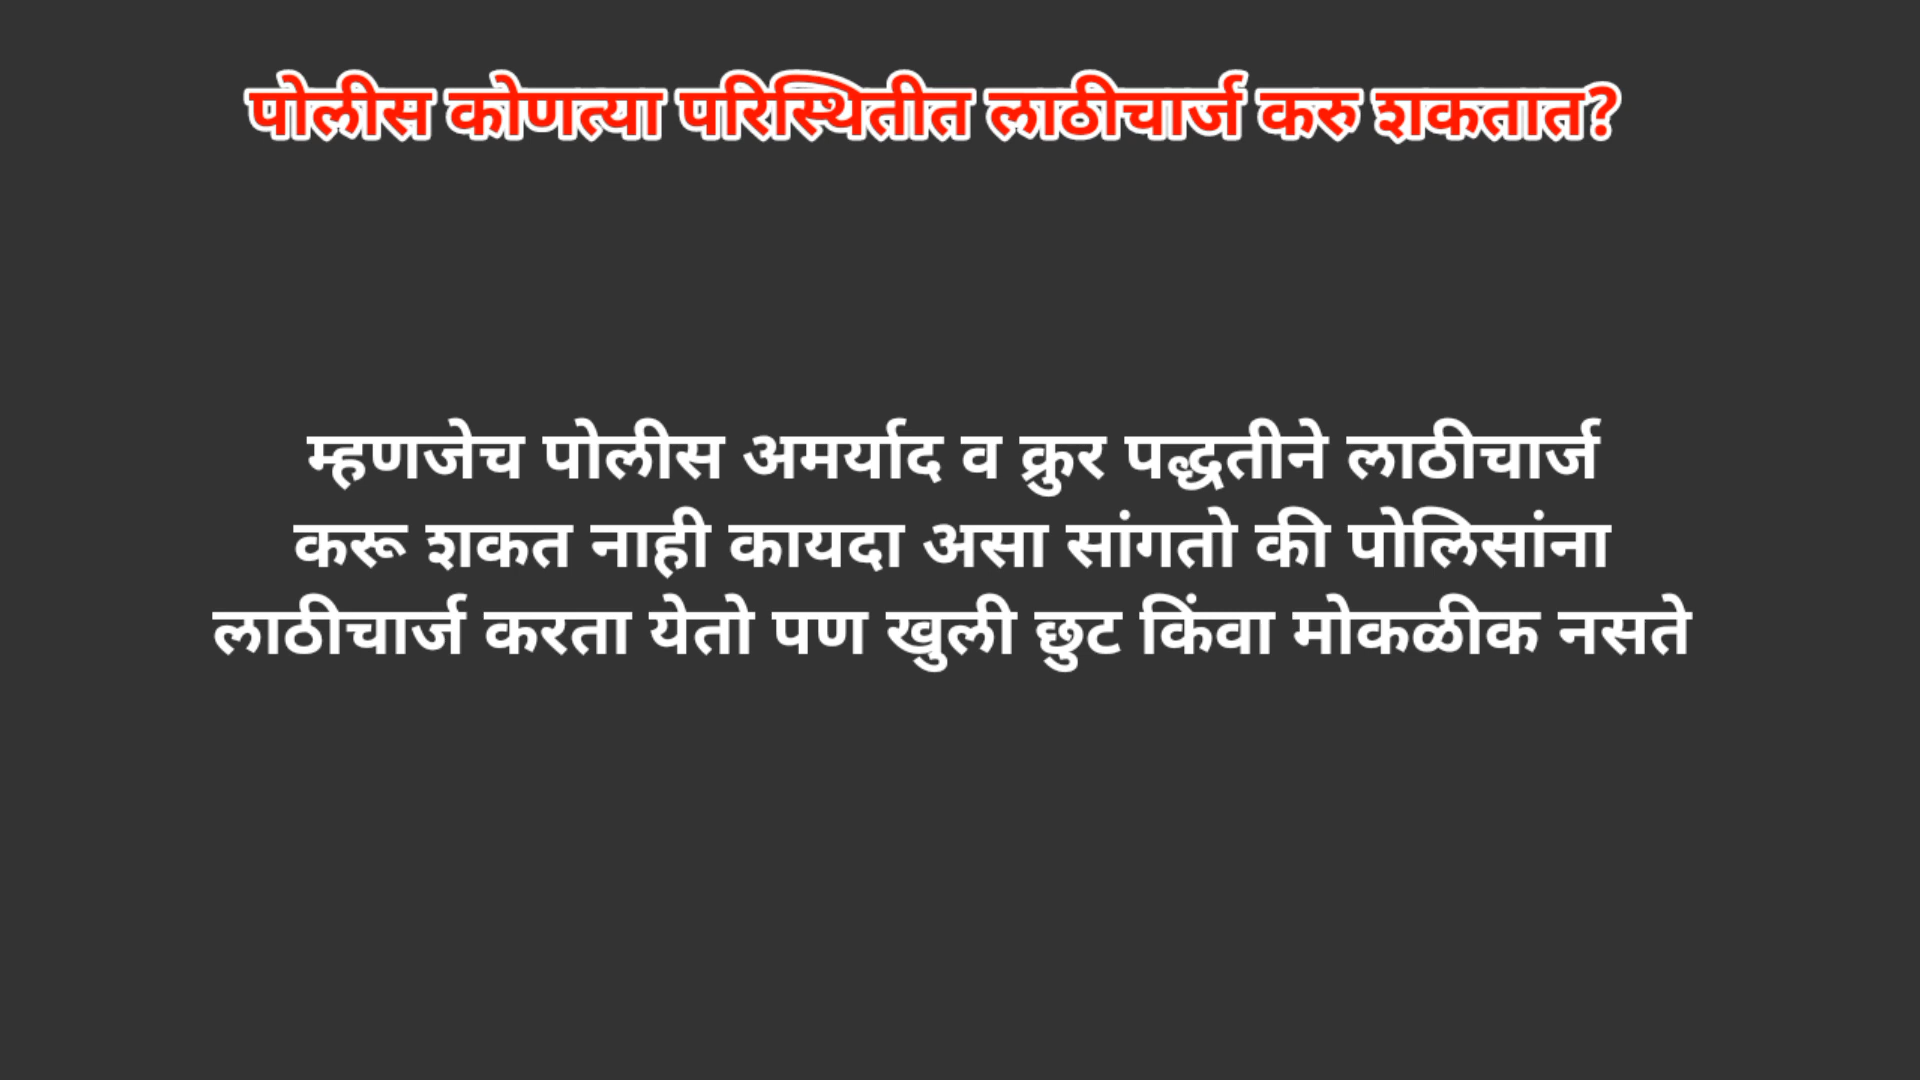 पोलीस कोणत्या परिस्थितीत लाठीचार्ज करु शकतात?
म्हणजेच पोलीस अमर्याद व क्रुर पद्धतीने लाठीचार्ज
करू शकत नाही कायदा असा सांगतो की पोलिसांना
लाठीचार्ज करता येतो पण खुली छुट किंवा मोकळीक नसते